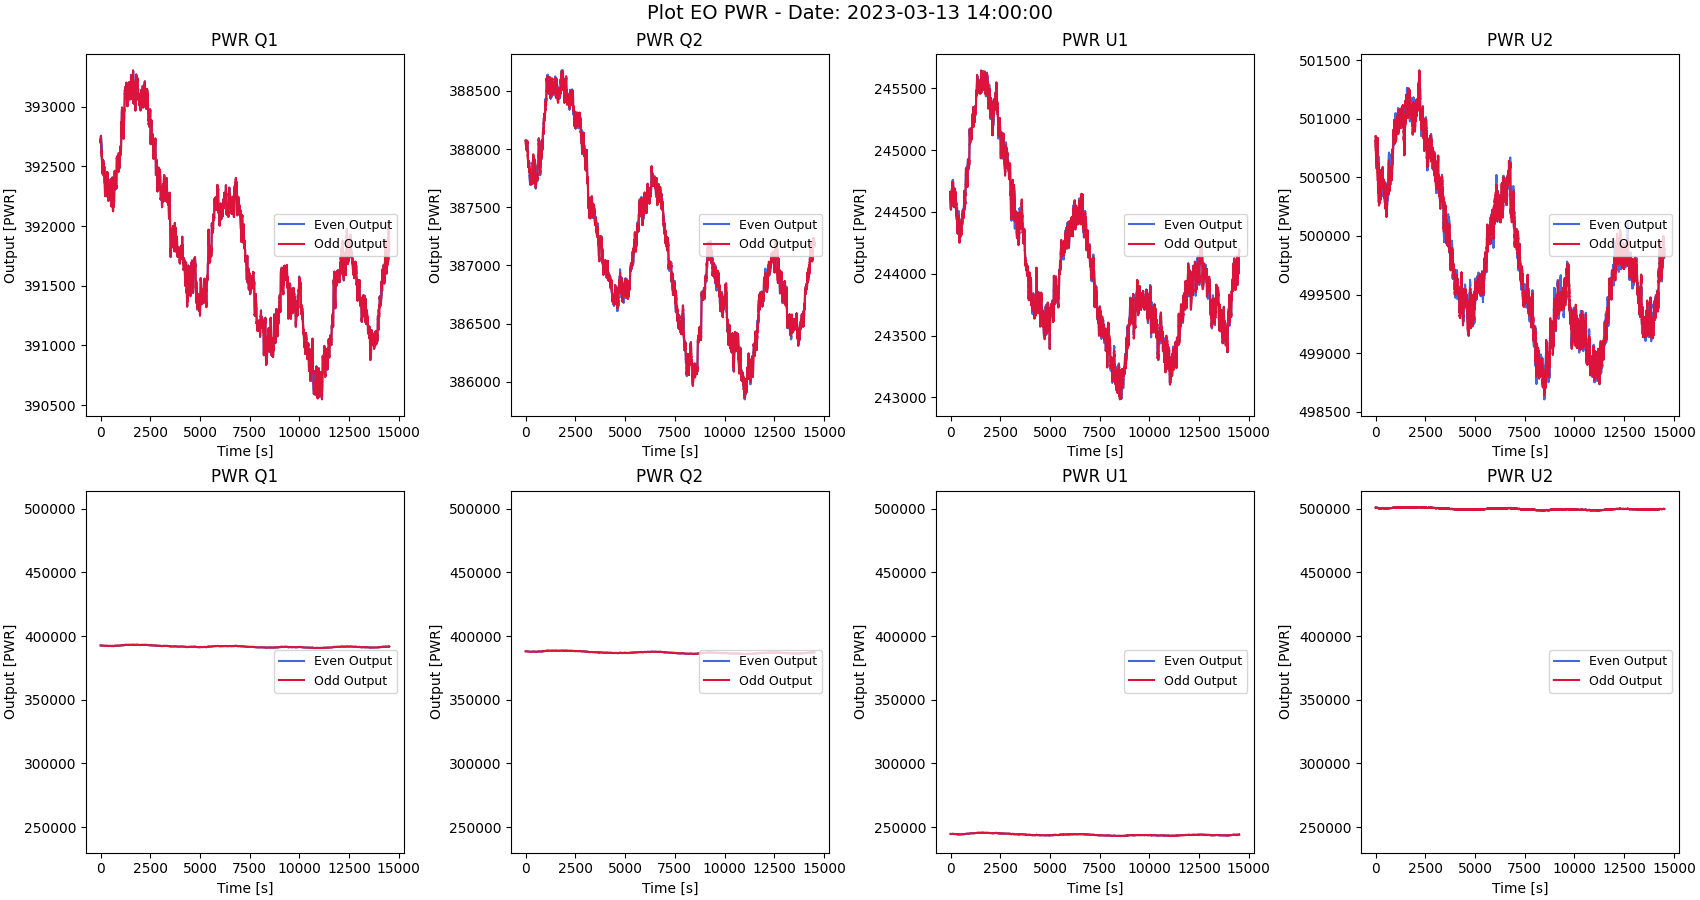 Plot EO PWR - Date: 2023-03-13 14:00:00
PWR Q1
PWR Q2
PWR U1
PWR U2
Output [PWR]
393000
392500
392000
391500
391000
390500
Even Output
Odd Output
0 2500 5000 7500 10000 12500 15000
Time [s]
Output [PWR]
388500
388000
387500
387000
386500
386000
Even Output
Odd Output
0 2500 5000 7500 10000 12500 15000
Time [s]
Output [PWR]
245500
245000
244500
244000
243500
243000
Even Output
Odd Output
0 2500 5000 7500 10000 12500 15000
Time [s]
Output [PWR]
501500
501000
500500
500000
499500
499000
498500
Even Output
Odd Output
0 2500 5000 7500 10000 12500 15000
Time [s]
PWR Q1
PWR Q2
PWR U1
PWR U2
Output [PWR]
500000
450000
400000
350000
300000
250000
Even Output
Odd Output
0 2500 5000 7500 10000 12500 15000
Time [s]
Output [PWR]
500000
450000
400000
350000
300000
250000
Even Output
Odd Output
0 2500 5000 7500 10000 12500 15000
Time [s]
Output [PWR]
500000
450000
400000
350000
300000
250000
Even Output
Odd Output
0 2500 5000 7500 10000 12500 15000
Time [s]
Output [PWR]
500000
450000
400000
350000
300000
250000
Even Output
Odd Output
0 2500 5000 7500 10000 12500 15000
Time [s]